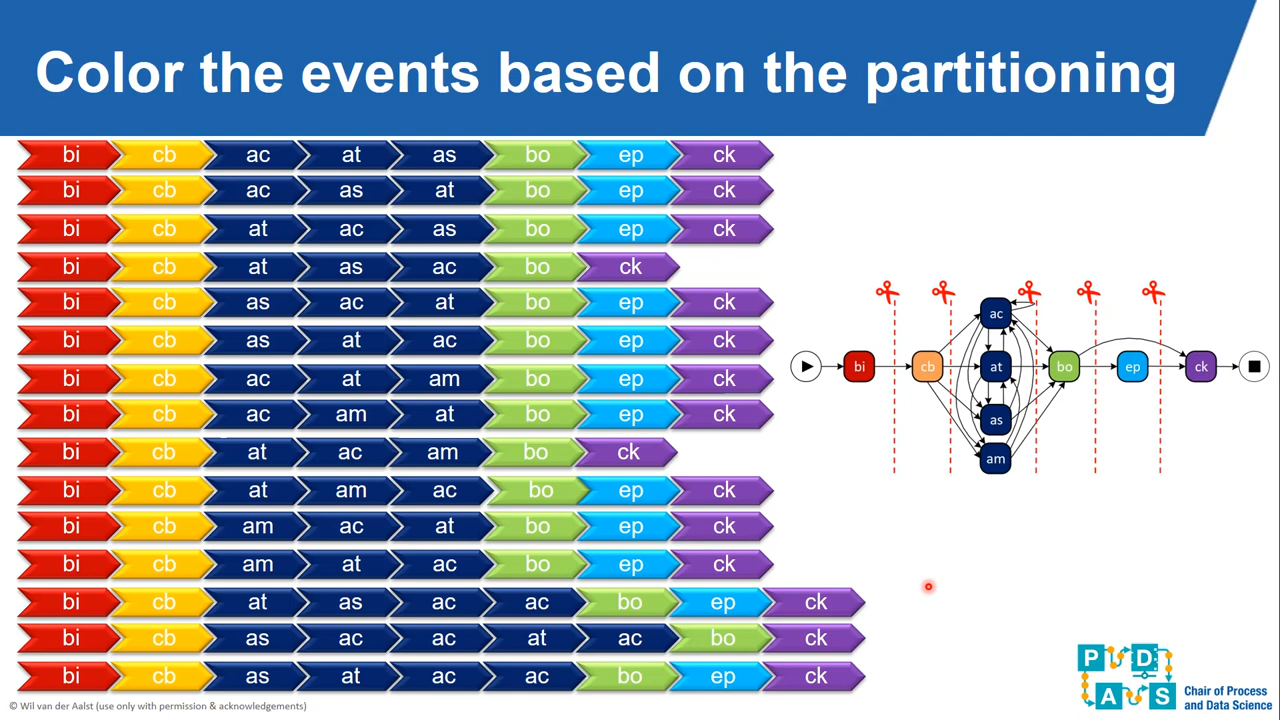 Color the events based on the partitioning
bi cb ac at as bo ep ck
bi cb ac as at bo ep ck
bi cb at ac as bo ep ck
bi cb at as ac bo ck
bi cb as ac at bo ep ck
bi cb as at ac bo ep ck
bi cb ac at am bo ep ck
bi cb ac am at bo ep ck
bi cb at ac am bo ck
bi cb at am ac bo ep ck
bi cb am ac at bo ep ck
bi cb am at ac bo ep ck
bi cb at as ac ac bo ep ck
bi cb as ac ac at ac bo ck
bi cb as at ac ac bo ep ck
ac
bi cb at bo ep ck
as
am
P D
A S
Chair of Process
and Data Science
© Wil van der Aalst (use only with permission & acknowledgements)